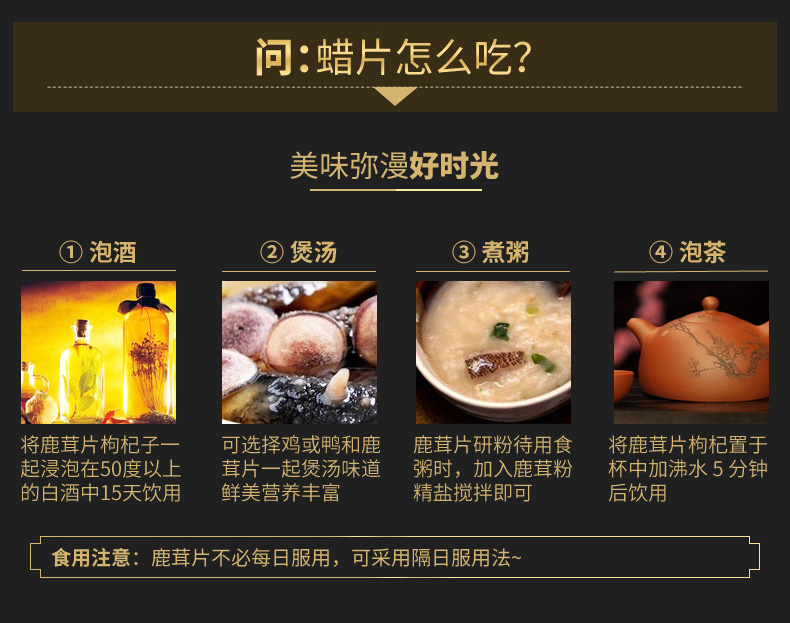 问：蜡片怎么吃？
美味弥漫好时光
① 泡酒
将鹿茸片枸杞子一
起浸泡在50度以上
的白酒中15天饮用
② 煲汤
可选择鸡或鸭和鹿
茸片一起煲汤味道
鲜美营养丰富
③ 煮粥
鹿茸片研粉待用食
粥时，加入鹿茸粉
精盐搅拌即可
④ 泡茶
将鹿茸片枸杞置于
杯中加沸水 5 分钟
后饮用
食用注意：鹿茸片不必每日服用，可采用隔日服用法~